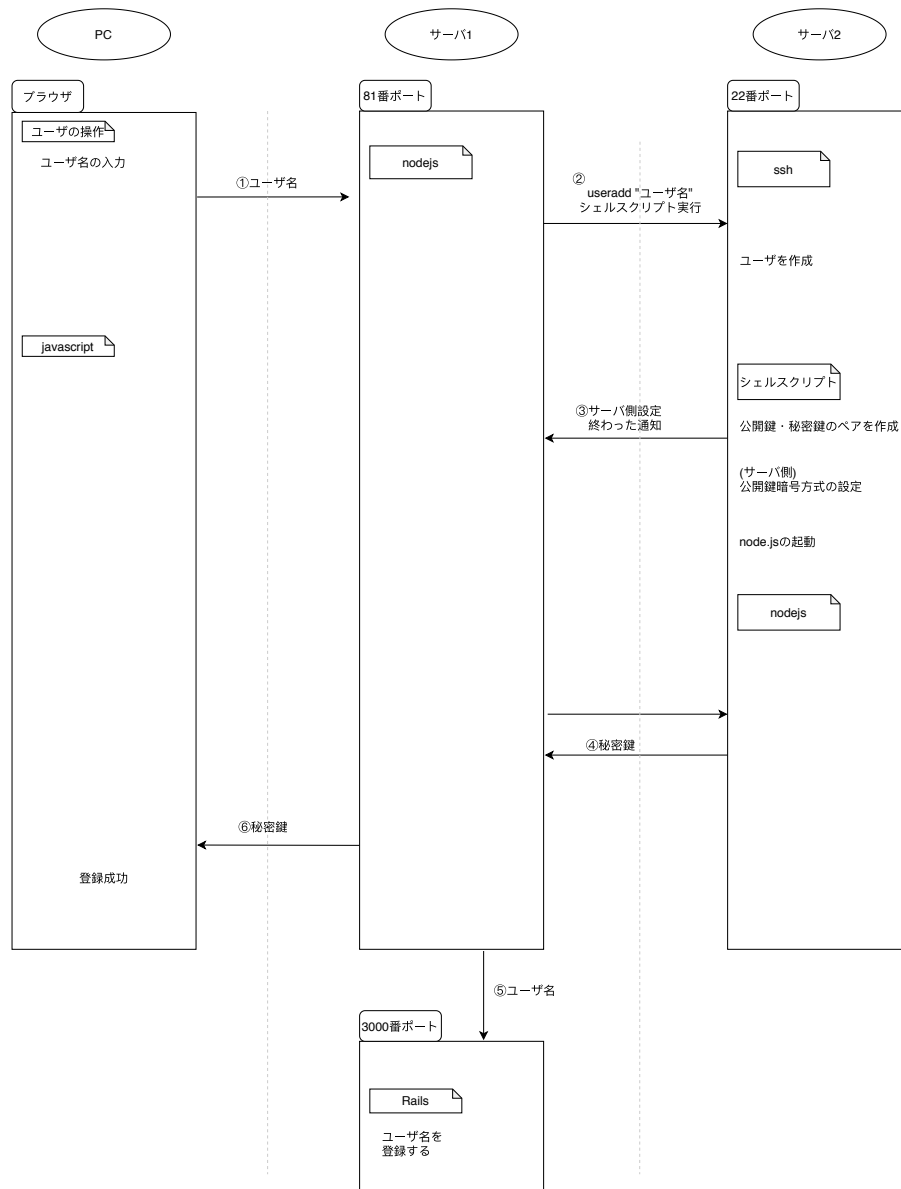 PC
サーバ1
サーバ2
ブラウザ
81番ポート
22番ポート
ユーザの操作
ユーザ名の入力
nodejs
ssh
①ユーザ名
②
useradd "ユーザ名"
シェルスクリプト実行
ユーザを作成
javascript
シェルスクリプト
③サーバ側設定
終わった通知
公開鍵・秘密鍵のペアを作成
(サーバ側)
公開鍵暗号方式の設定
node.jsの起動
nodejs
④秘密鍵
⑥秘密鍵
登録成功
⑤ユーザ名
3000番ポート
Rails
ユーザ名を
登録する